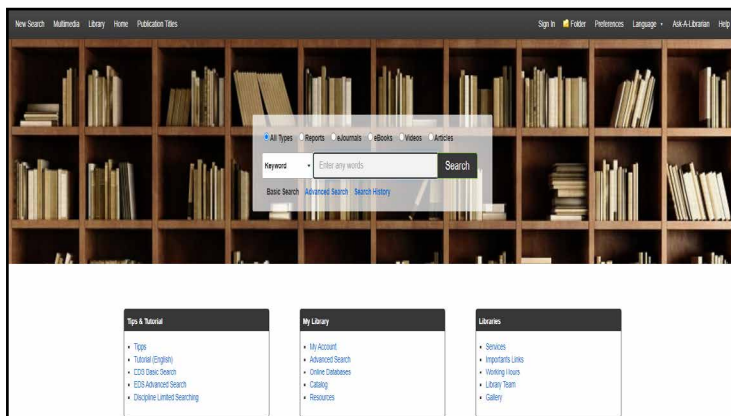 New Search Multimedia Library Home Publication Titles Sign In Folder Preferences Language Ask-A-Librarian Help
All Types Reports eJournals eBooks Videos Articles
Keyword Enter any words Search
Basic Search Advanced Search Search History
Tips & Tutorial
Tipps
Tutorial (English)
CDS Basic Search
EDS Advanced Search
Discipline Limited Searching
My Library
My Account
Advanced Search
Online Databases
Catalog
Resources
Libraries
Services
Importants Links
Working Hours
Library Team
Gallery